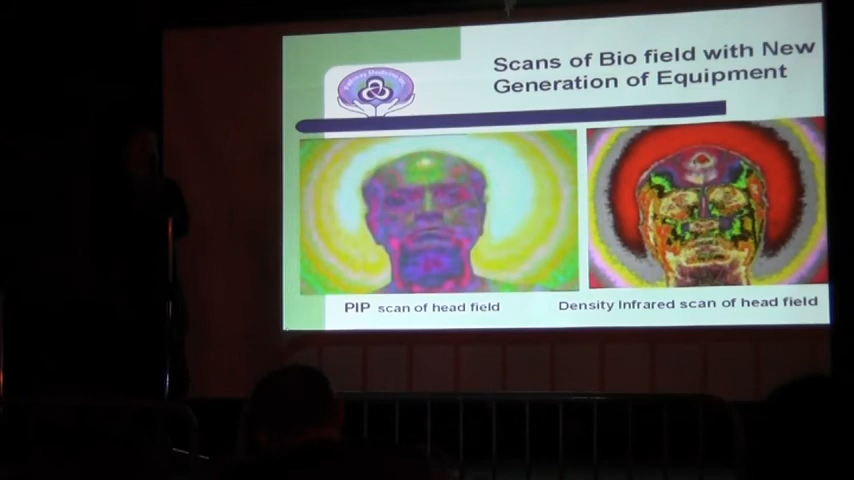 Scans of Bio field with New
Generation of Equipment
PIP scan of head field
Density Infrared scan of head field